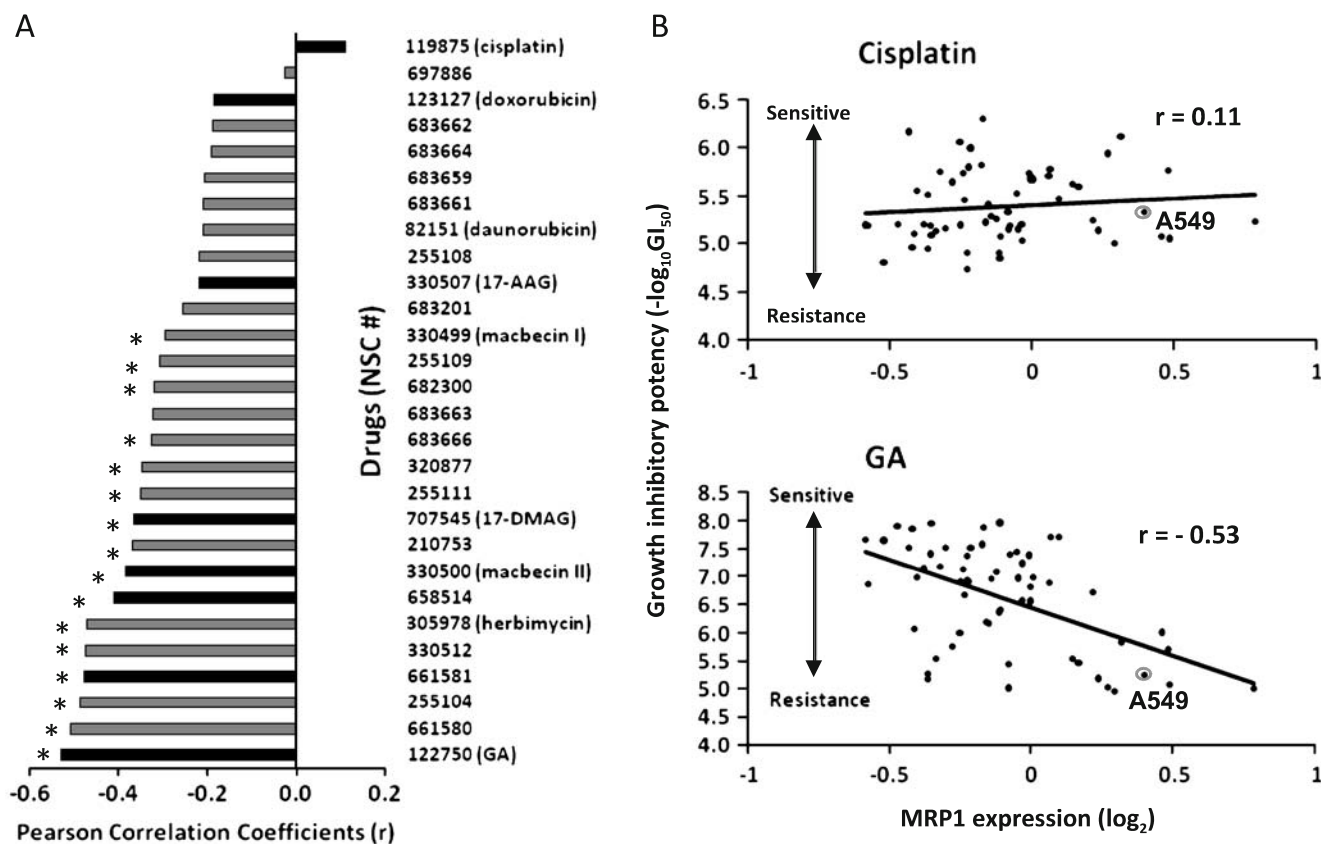 A
119875 (cisplatin)
697886
123127 (doxorubicin)
683662
683664
683659
683661
82151 (daunorubicin)
255108
330507 (17-AAG)
683201
* 330499 (macbecin I)
* 255109
* 682300
683663
* 683666
* 320877
* 255111
* 707545 (17-DMAG)
* 210753
* 330500 (macbecin II)
* 658514
* 305978 (herbimycin)
* 330512
* 661581
* 255104
* 661580
* 122750 (GA)
Drugs (NSC #)
-0.6 -0.4 -0.2 0.0 0.2
Pearson Correlation Coefficients (r)
B
Cisplatin
Growth inhibitory potency (-log10GI50)
6.5
6.0
5.5
5.0
4.5
4.0
Sensitive
Resistance
r = 0.11
A549
-1 -0.5 0 0.5 1
GA
8.5
8.0
7.5
7.0
6.5
6.0
5.5
5.0
4.5
4.0
Sensitive
Resistance
r = - 0.53
A549
-1 -0.5 0 0.5 1
MRP1 expression (log2)